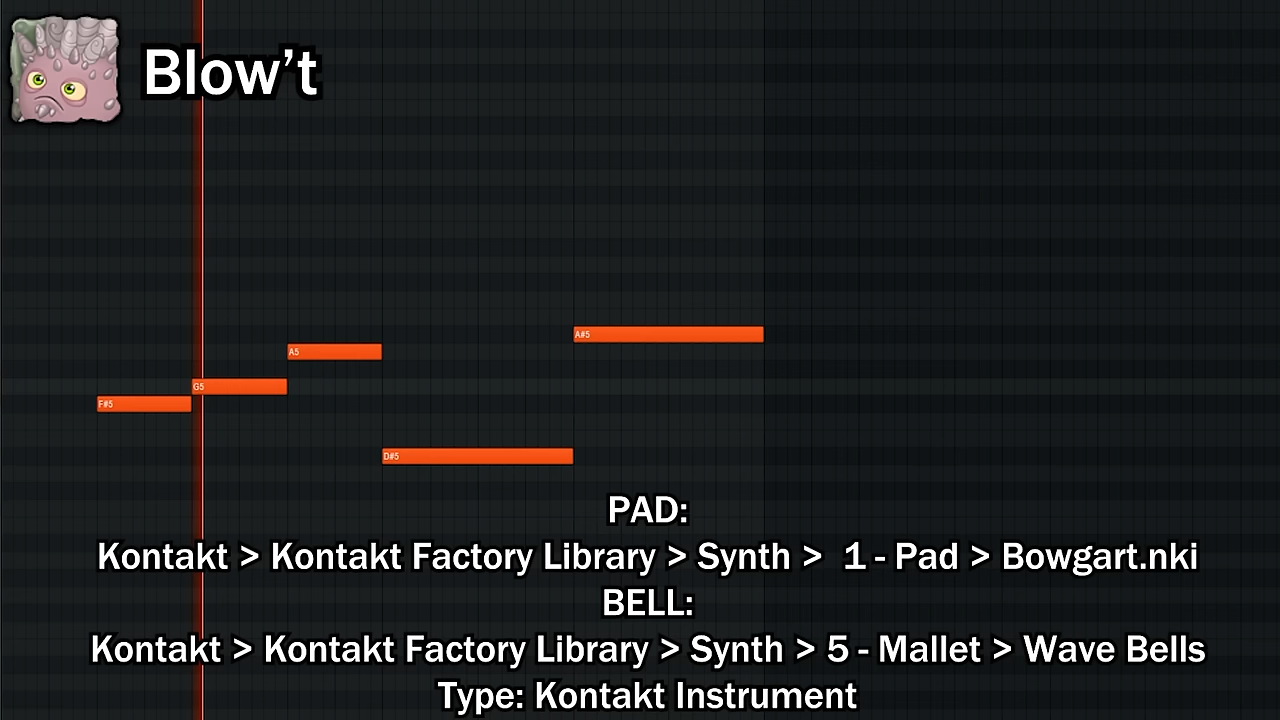 Blow’t
A#5
A5
G5
F#5
D#5
PAD:
Kontakt > Kontakt Factory Library > Synth > 1 - Pad > Bowgart.nki
BELL:
Kontakt > Kontakt Factory Library > Synth > 5 - Mallet > Wave Bells
Type: Kontakt Instrument